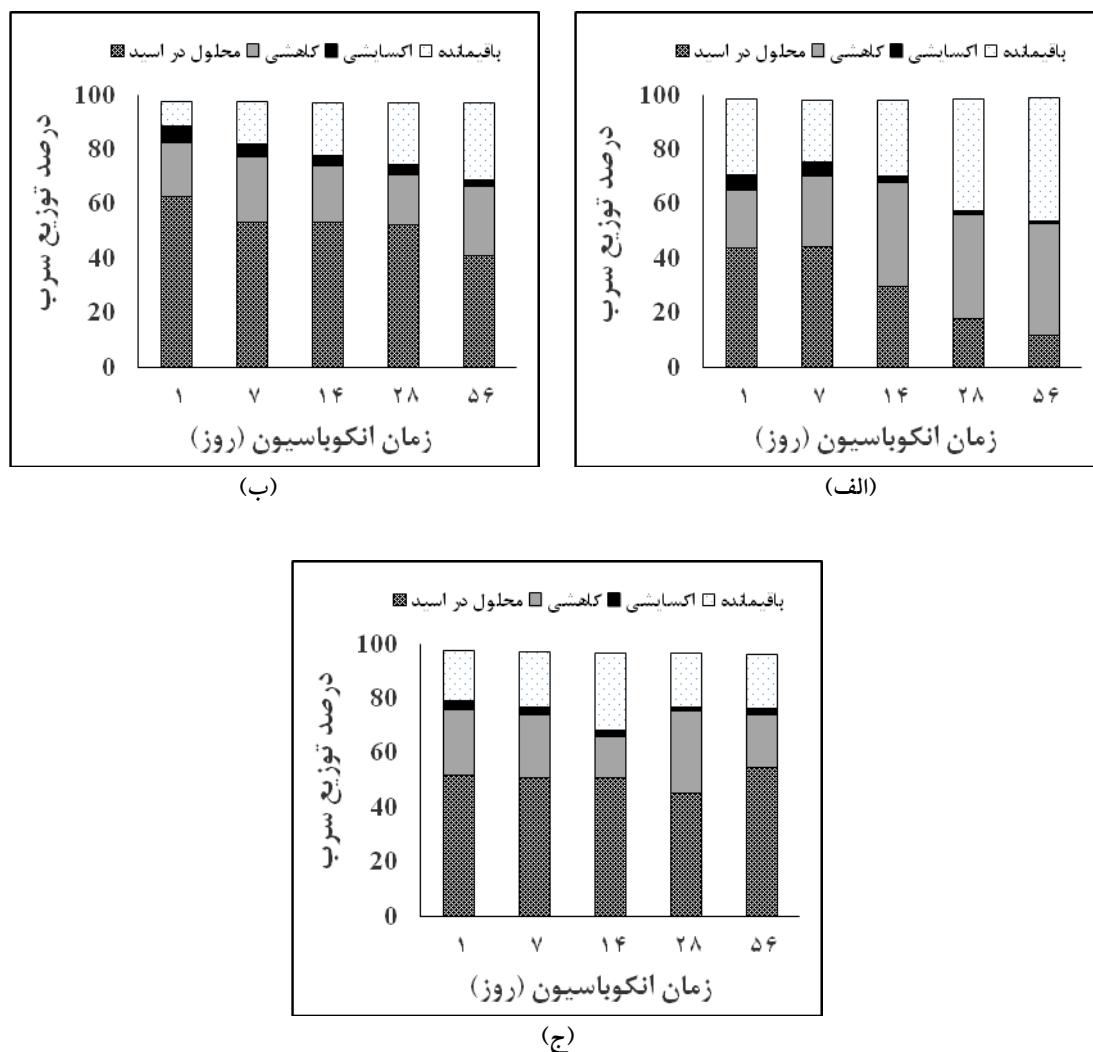 باقیمانده اکسایشی کاهشی محلول در اسید
درصد توزیع سرب
100
80
60
40
20
0
۱ ۷ ۱۴ ۲۸ ۵۶
زمان انکوباسیون (روز)
(الف)
باقیمانده اکسایشی کاهشی محلول در اسید
درصد توزیع سرب
100
80
60
40
20
0
۱ ۷ ۱۴ ۲۸ ۵۶
زمان انکوباسیون (روز)
(ب)
باقیمانده اکسایشی کاهشی محلول در اسید
درصد توزیع سرب
100
80
60
40
20
0
۱ ۷ ۱۴ ۲۸ ۵۶
زمان انکوباسیون (روز)
(ج)